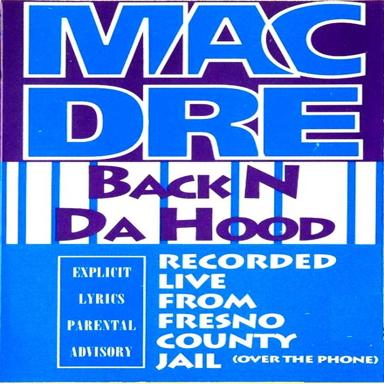 MAC
DRE
BACK N
DA HOOD
EXPLICIT
LYRICS
PARENTAL
ADVISORY
RECORDED
LIVE
FROM
FRESNO
COUNTY
JAIL (OVER THE PHONE)